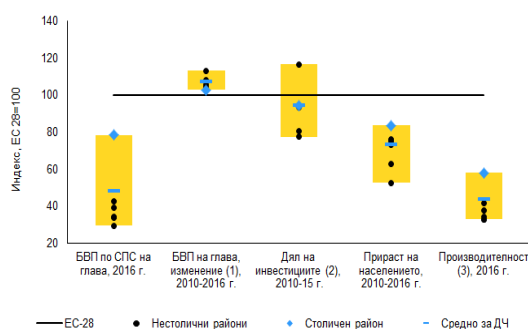 140
120
100
80
60
40
20
Индекс, ЕС 28=100
БВП по СПС на глава, 2016 г.
БВП на глава, изменение (1), 2010-2016 г.
Дял на инвестициите (2), 2010-15 г.
Прираст на населението, 2010-2016 г.
Производителност (3), 2016 г.
ЕС-28
Нестолични райони
Столичен район
Средно за ДЧ